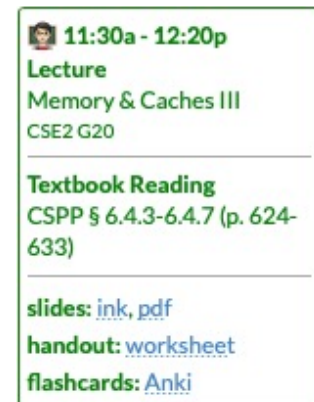 11:30a - 12:20p
Lecture
Memory & Caches III
CSE2 G20
Textbook Reading
CSPP § 6.4.3-6.4.7 (p. 624-
633)
slides: ink, pdf
handout: worksheet
flashcards: Anki